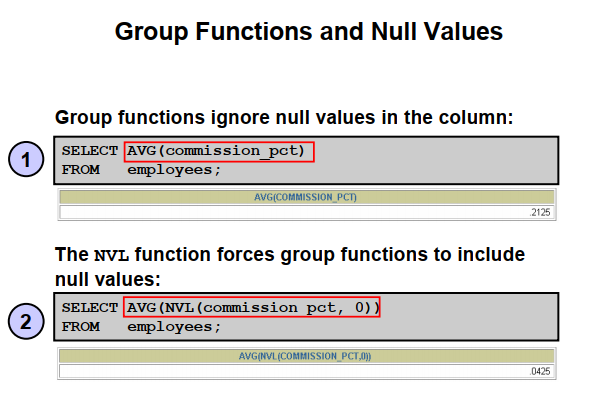 Group Functions and Null Values
Group functions ignore null values in the column:
1
SELECT AVG(commission_pct)
FROM employees;
AVG(COMMISSION_PCT)
.2125
The NVL function forces group functions to include
null values:
2
SELECT AVG(NVL(commission_pct, 0))
FROM employees;
AVG(NVL(COMMISSION_PCT,0))
.0425